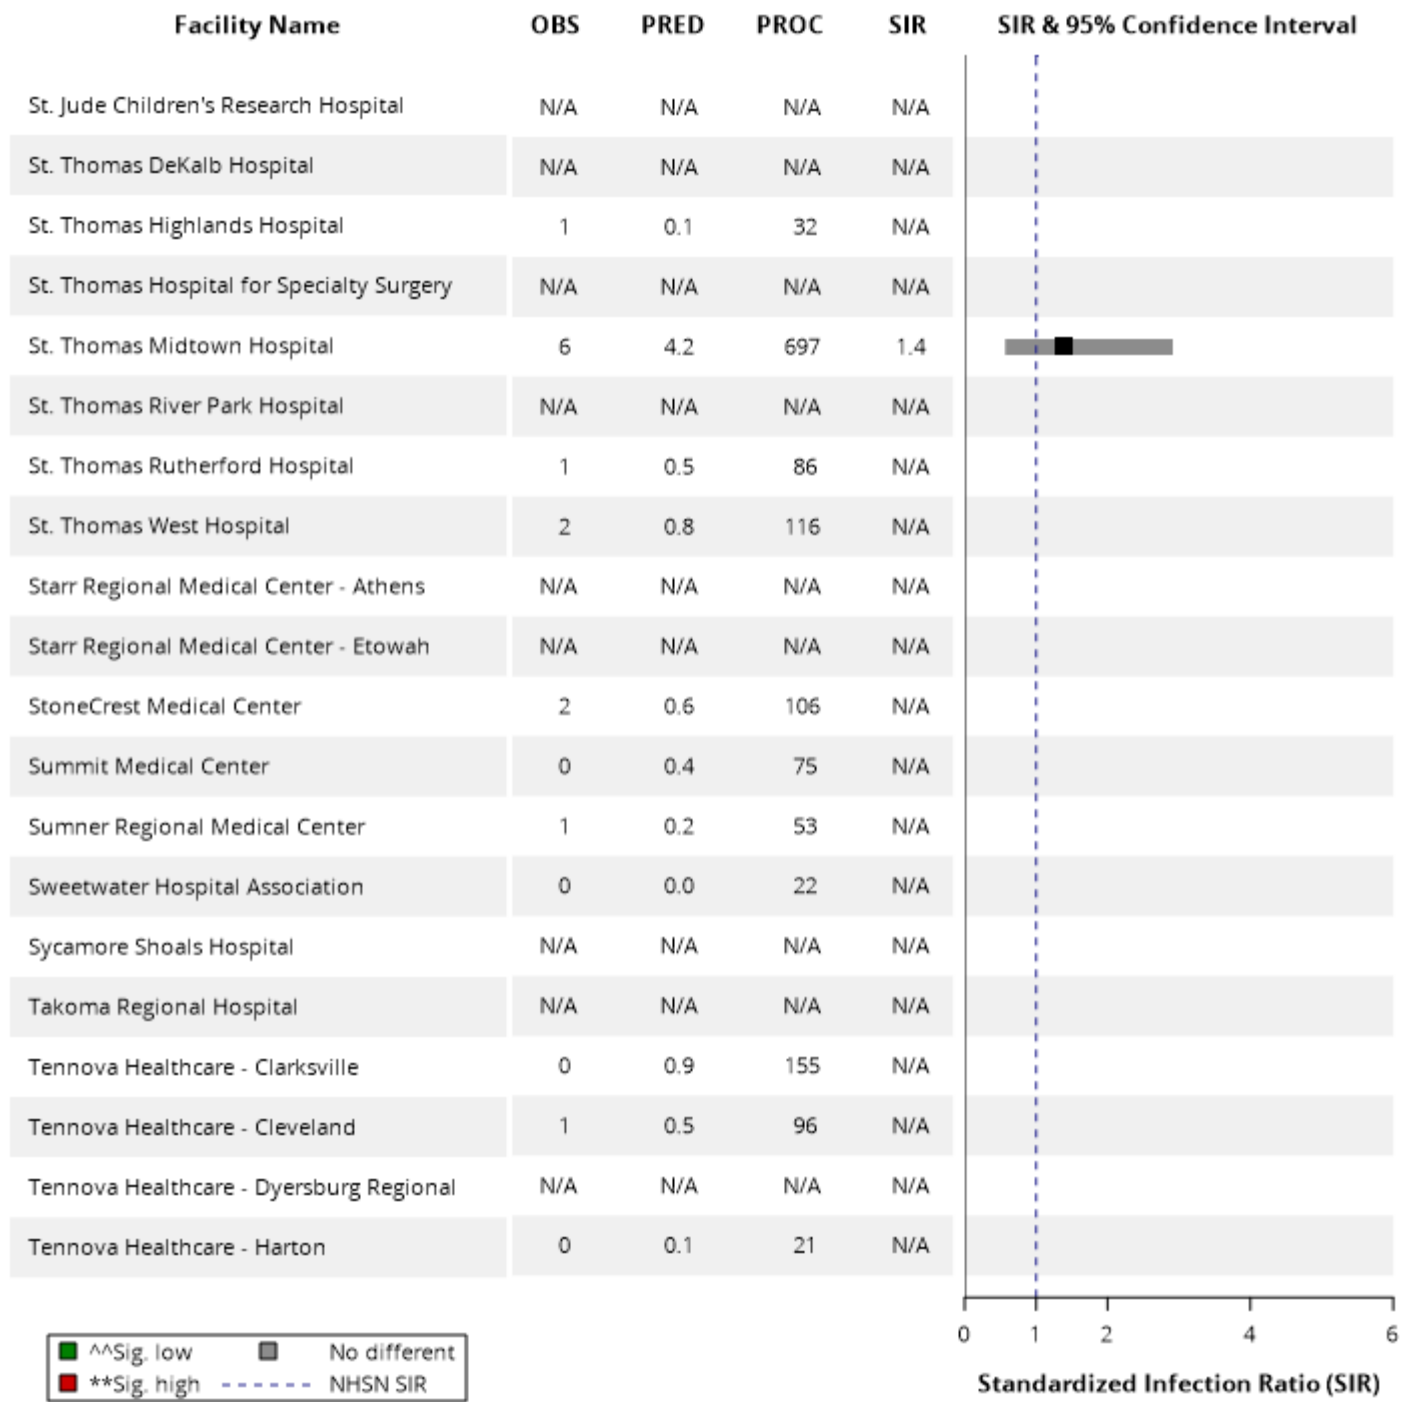 Facility Name OBS PRED PROC SIR SIR & 95% Confidence Interval
St. Jude Children's Research Hospital N/A N/A N/A N/A
St. Thomas DeKalb Hospital N/A N/A N/A N/A
St. Thomas Highlands Hospital 1 0.1 32 N/A
St. Thomas Hospital for Specialty Surgery N/A N/A N/A N/A
St. Thomas Midtown Hospital 6 4.2 697 1.4
St. Thomas River Park Hospital N/A N/A N/A N/A
St. Thomas Rutherford Hospital 1 0.5 86 N/A
St. Thomas West Hospital 2 0.8 116 N/A
Starr Regional Medical Center - Athens N/A N/A N/A N/A
Starr Regional Medical Center - Etowah N/A N/A N/A N/A
StoneCrest Medical Center 2 0.6 106 N/A
Summit Medical Center 0 0.4 75 N/A
Sumner Regional Medical Center 1 0.2 53 N/A
Sweetwater Hospital Association 0 0.0 22 N/A
Sycamore Shoals Hospital N/A N/A N/A N/A
Takoma Regional Hospital N/A N/A N/A N/A
Tennova Healthcare - Clarksville 0 0.9 155 N/A
Tennova Healthcare - Cleveland 1 0.5 96 N/A
Tennova Healthcare - Dyersburg Regional N/A N/A N/A N/A
Tennova Healthcare - Harton 0 0.1 21 N/A
0 1 2 4 6
Standardized Infection Ratio (SIR)
^^Sig. low No different
**Sig. high NHSN SIR